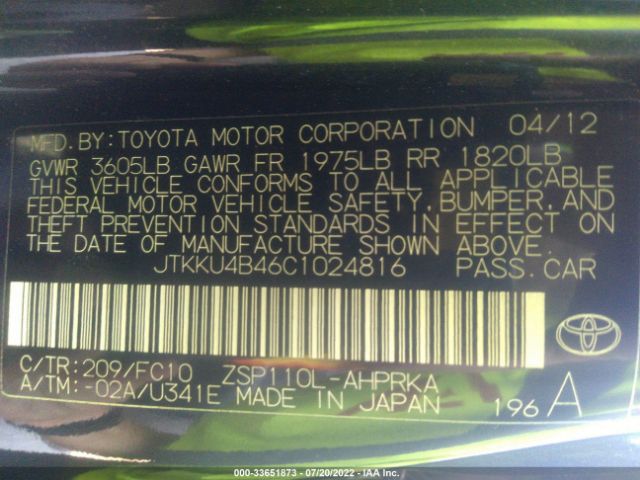 MFD.BY:TOYOTA MOTOR CORPORATION 04/12
GVWR 3605LB GAWR FR 1975LB RR 1820LB
THIS VEHICLE CONFORMS TO ALL APPLICABLE
FEDERAL MOTOR VEHICLE SAFETY,BUMPER,AND
THEFT PREVENTION STANDARDS IN EFFECT ON
THE DATE OF MANUFACTURE SHOWN ABOVE.
JTKKU4B46C1024816 PASS.CAR
C/TR:209/FC10 ZSP110L-AHPRKA
A/TM:-02A/U341E MADE IN JAPAN 196 A
000-33651873 - 07/20/2022 - IAA Inc.